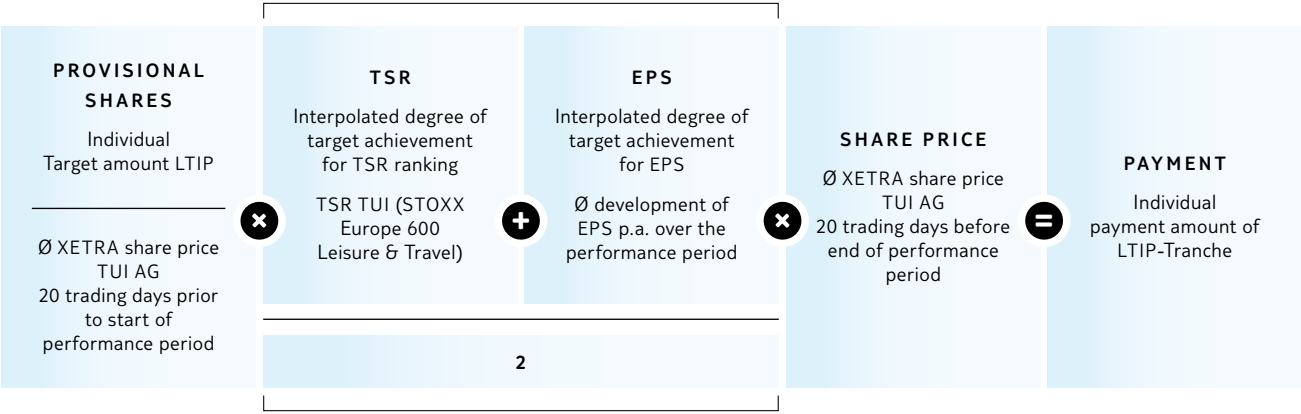 PROVISIONAL
SHARES
Individual
Target amount LTIP
Ø XETRA share price
TUI AG
20 trading days prior
to start of
performance period
×
TSR
Interpolated degree of
target achievement
for TSR ranking
TSR TUI (STOXX
Europe 600
Leisure & Travel)
+
EPS
Interpolated degree of
target achievement
for EPS
Ø development of
EPS p.a. over the
performance period
2
×
SHARE PRICE
Ø XETRA share price
TUI AG
20 trading days before
end of performance
period
=
PAYMENT
Individual
payment amount of
LTIP-Tranche